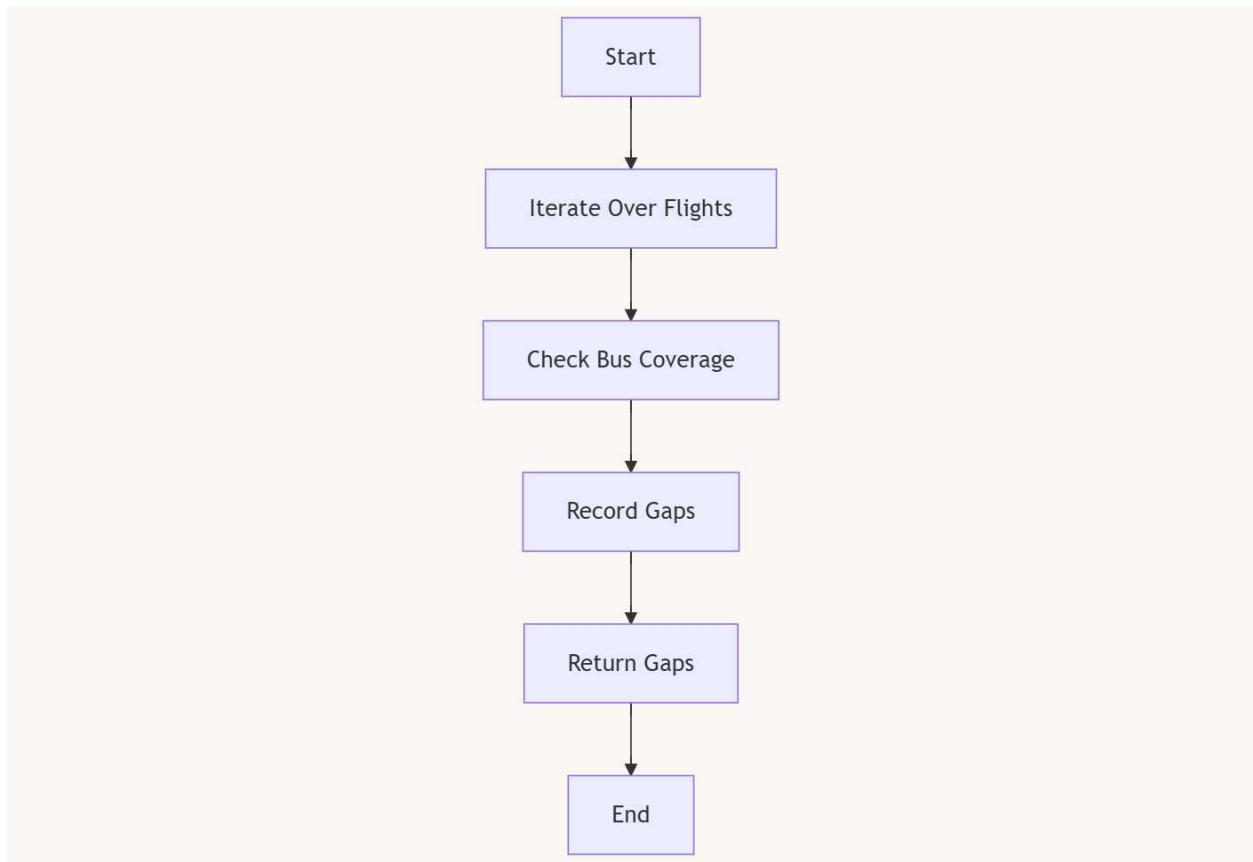 Start
Iterate Over Flights
Check Bus Coverage
Record Gaps
Return Gaps
End